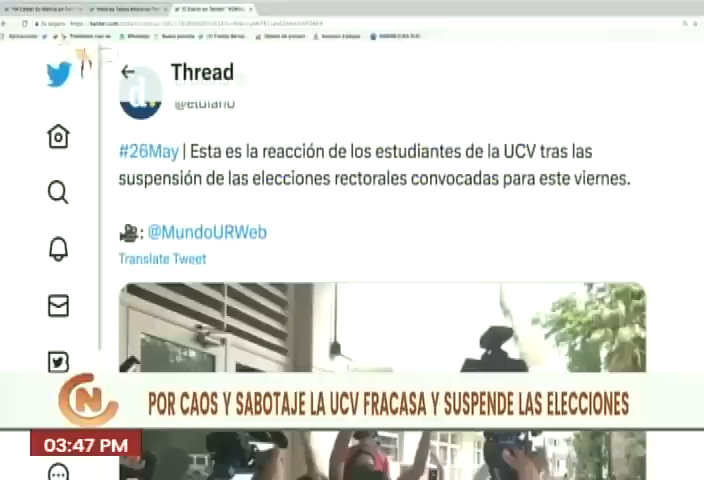 Thread
#26May | Esta es la reacción de los estudiantes de la UCV tras las
suspensión de las elecciones rectorales convocadas para este viernes.
: @MundoURWeb
Translate Tweet
POR CAOS Y SABOTAJE LA UCV FRACASA Y SUSPENDE LAS ELECCIONES
03:47 PM